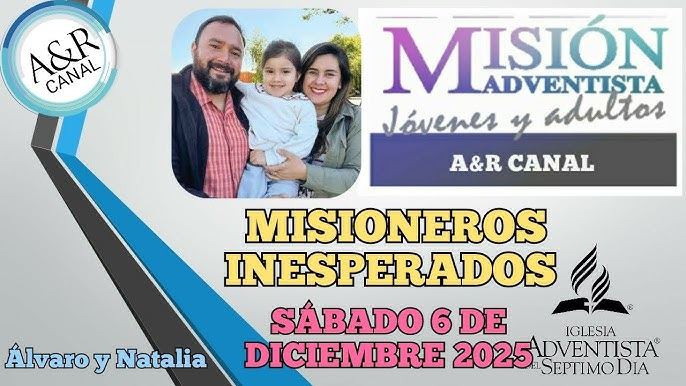 A&R
CANAL
MISIÓN
ADVENTISTA
Jóvenes y adultos
A&R CANAL
MISIONEROS
INESPERADOS
SÁBADO 6 DE
DICIEMBRE 2025
Álvaro y Natalia
IGLESIA
ADVENTISTA®
DEL SÉPTIMO DÍA